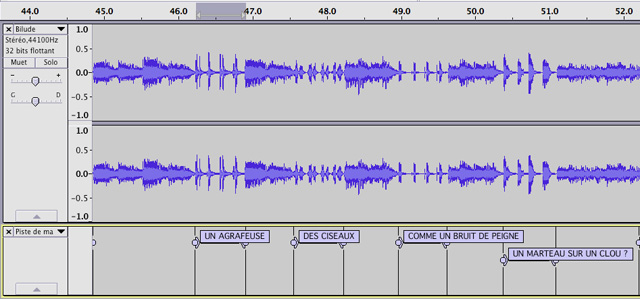 44.0 45.0 46.0 47.0 48.0 49.0 50.0 51.0 52.0
Bilude
Stéréo,44100Hz
32 bits flottant
Muet Solo
- +
G D
1.0
0.5
0.0
-0.5
-1.0
1.0
0.5
0.0
-0.5
-1.0
Piste de ma
UN AGRAFEUSE
DES CISEAUX
COMME UN BRUIT DE PEIGNE
UN MARTEAU SUR UN CLOU ?